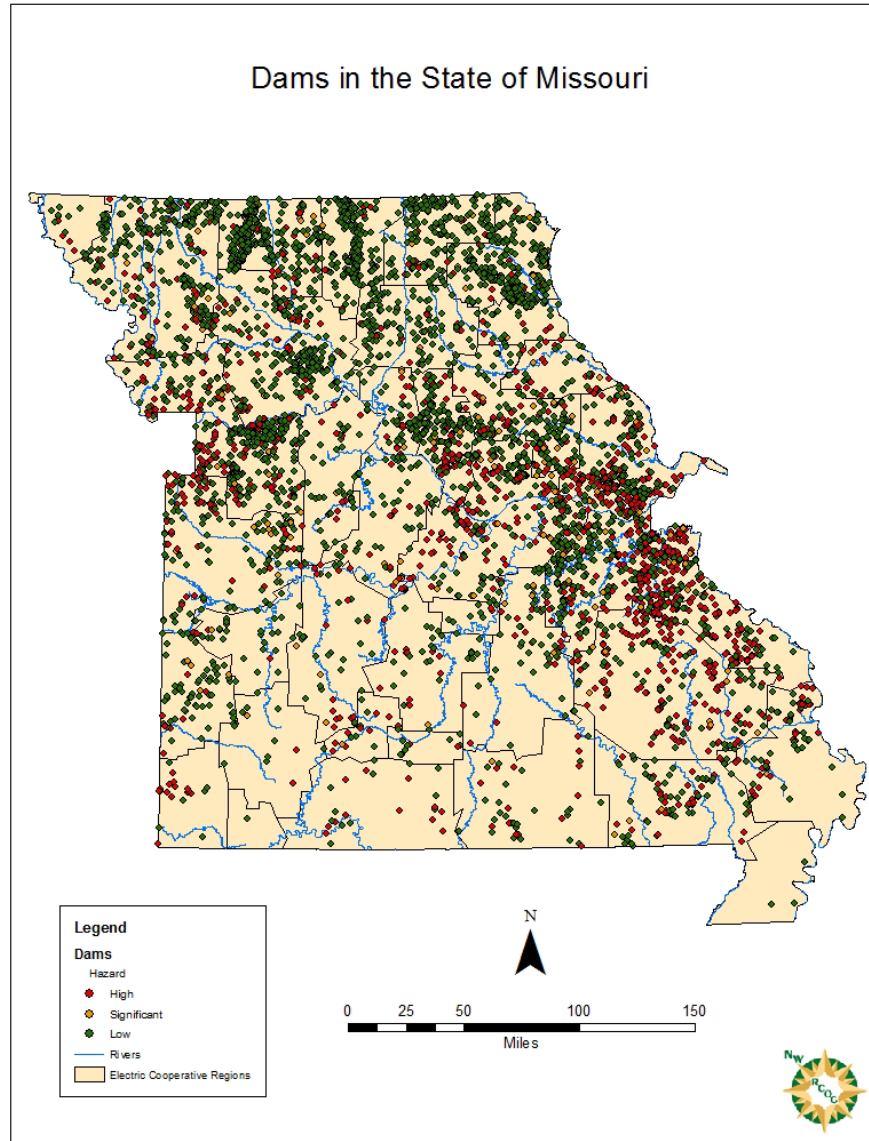 Dams in the State of Missouri
Legend
Dams
Hazard
High
Significant
Low
Rivers
Electric Cooperative Regions
N
0 25 50 100 150
Miles
NW
RCOG